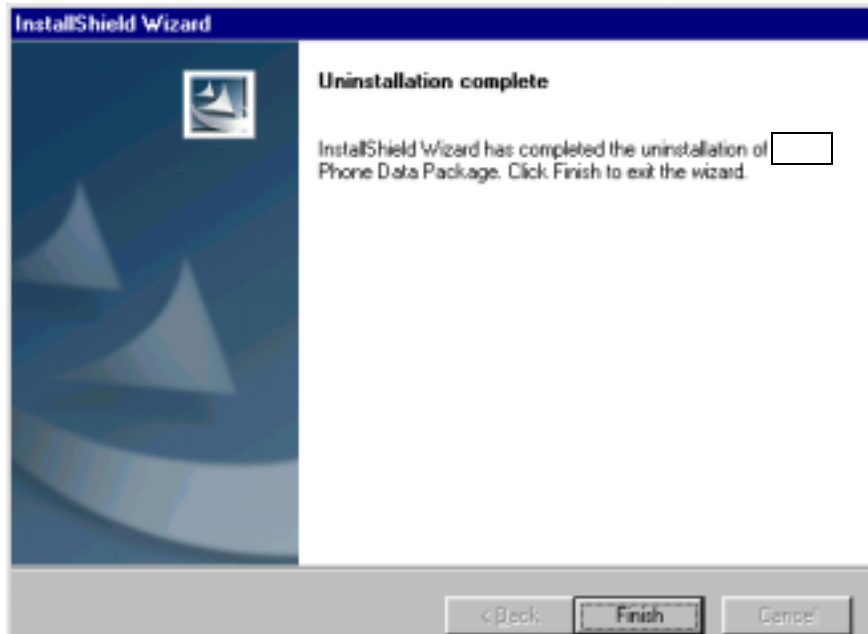 InstallShield Wizard
Uninstallation complete
InstallShield Wizard has completed the uninstallation of
Phone Data Package. Click Finish to exit the wizard.
< Back Finish Cancel